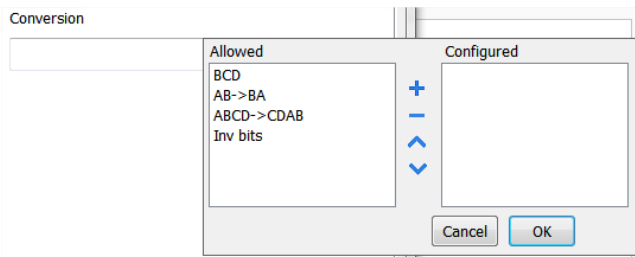 Conversion
Allowed
Configured
BCD
AB->BA
ABCD->CDAB
Inv bits
Cancel
OK